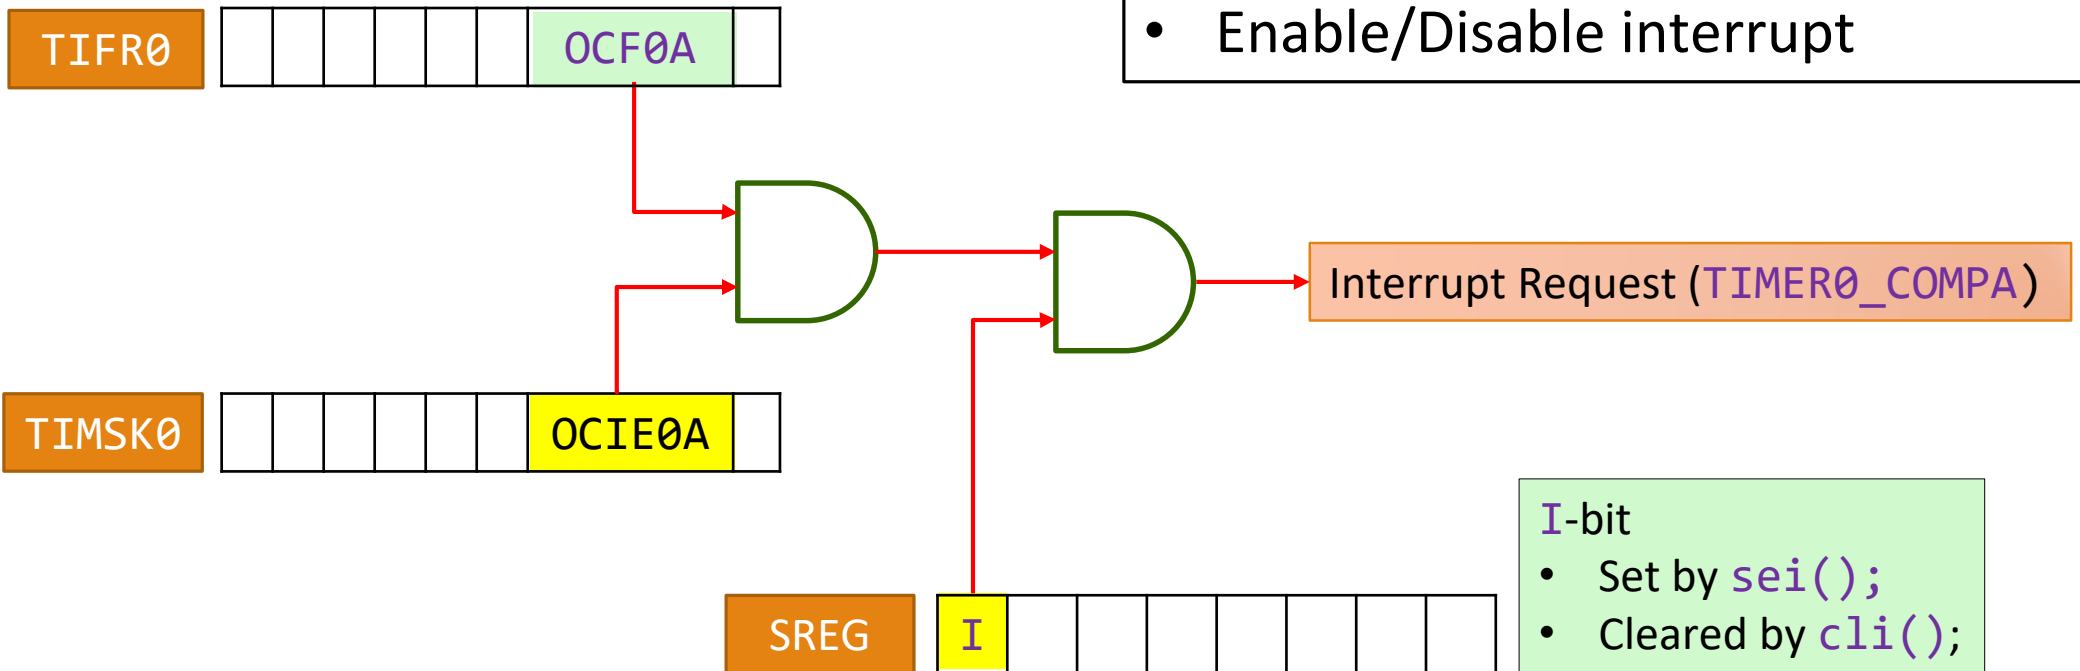 TIFR0
OCF0A
• Enable/Disable interrupt
Interrupt Request (TIMER0_COMPA)
TIMSK0
OCIE0A
I-bit
• Set by sei();
• Cleared by cli();
SREG
I